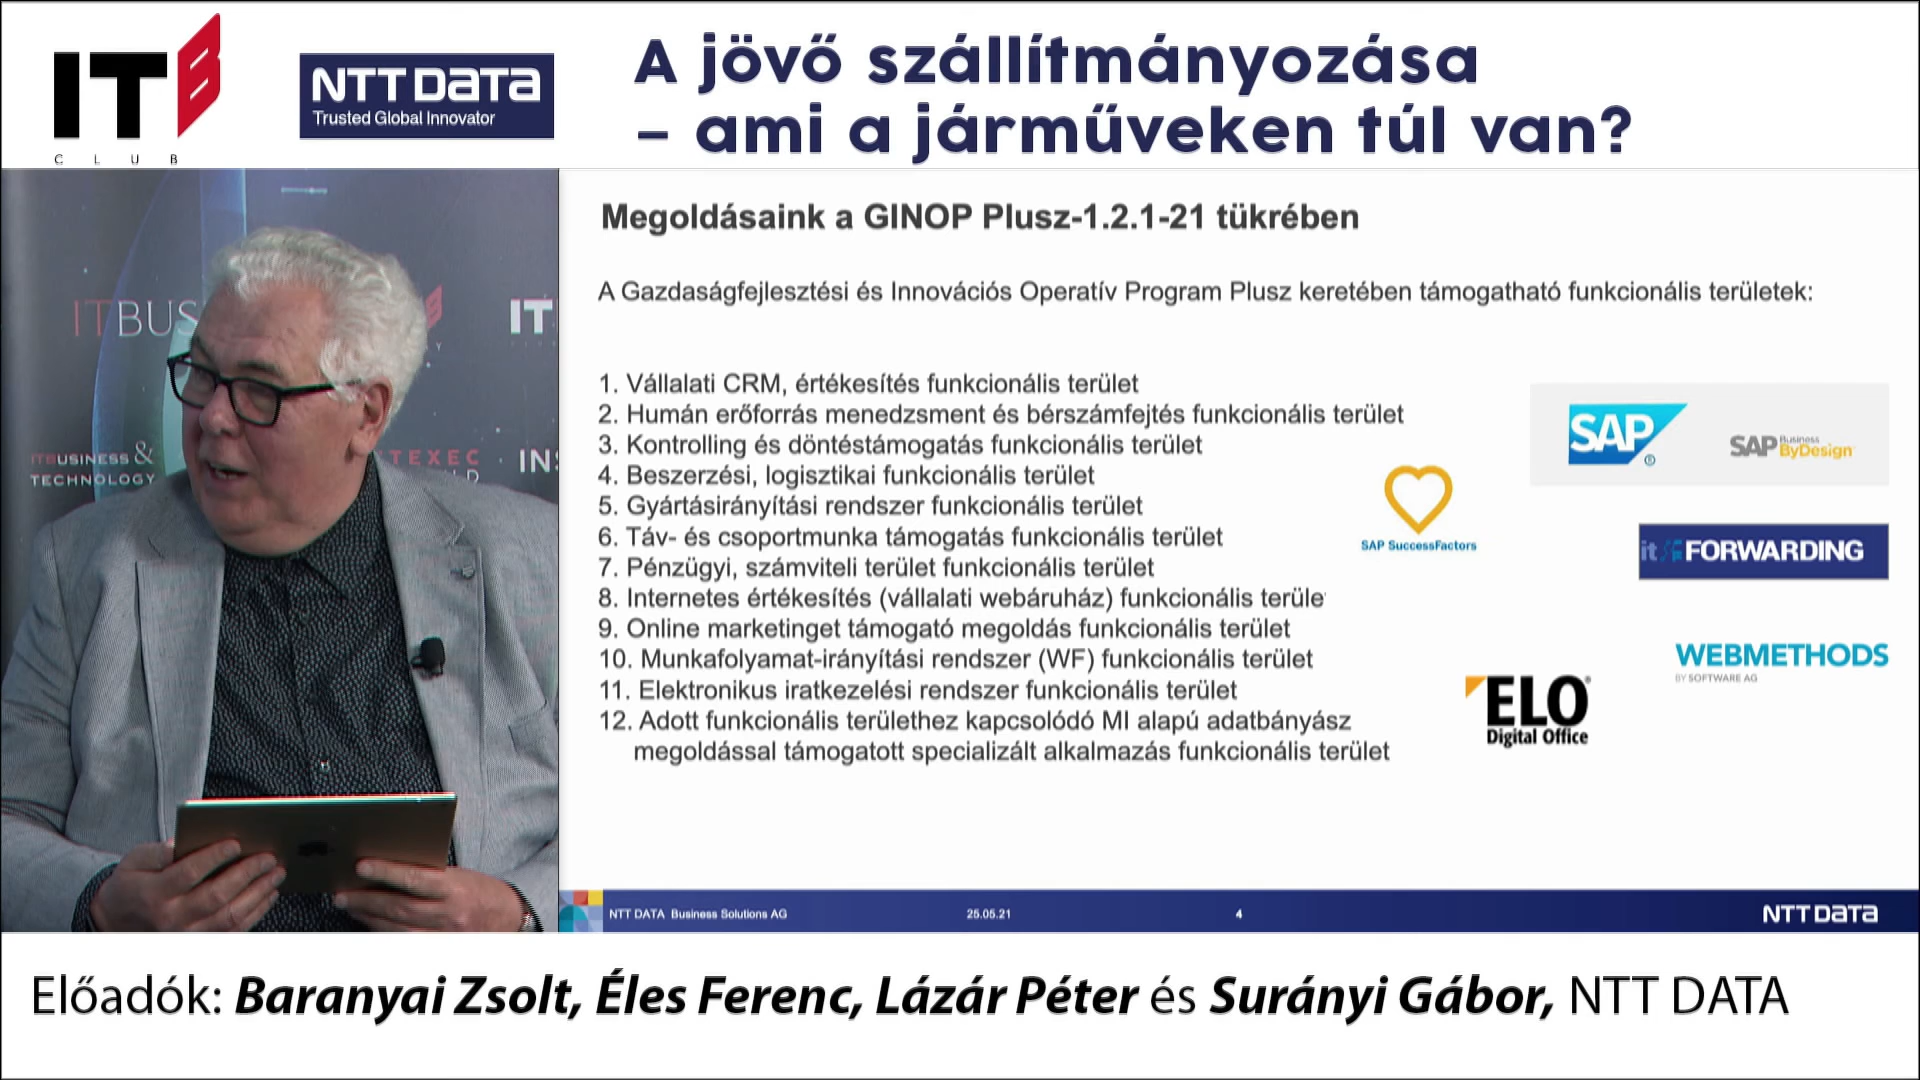 ITB
CLUB
NTT DATA
Trusted Global Innovator
A jövő szállítmányozása
– ami a járműveken túl van?
ITBUS
IT
ITBUSINESS &
TECHNOLOGY
TEXEC
INS
Megoldásaink a GINOP Plusz-1.2.1-21 tükrében
A Gazdaságfejlesztési és Innovációs Operatív Program Plusz keretében támogatható funkcionális területek:
1. Vállalati CRM, értékesítés funkcionális terület
2. Humán erőforrás menedzsment és bérszámfejtés funkcionális terület
3. Kontrolling és döntéstámogatás funkcionális terület
4. Beszerzési, logisztikai funkcionális terület
5. Gyártásirányítási rendszer funkcionális terület
6. Táv- és csoportmunka támogatás funkcionális terület
7. Pénzügyi, számviteli terület funkcionális terület
8. Internetes értékesítés (vállalati webáruház) funkcionális terüle
9. Online marketinget támogató megoldás funkcionális terület
10. Munkafolyamat-irányítási rendszer (WF) funkcionális terület
11. Elektronikus iratkezelési rendszer funkcionális terület
12. Adott funkcionális területhez kapcsolódó MI alapú adatbányász
megoldással támogatott specializált alkalmazás funkcionális terület
SAP®
SAP Business ByDesign
SAP SuccessFactors
it FORWARDING
WEBMETHODS
BY SOFTWARE AG
ELO®
Digital Office
NTT DATA Business Solutions AG
25.05.21
4
NTT DATA
Előadók: Baranyai Zsolt, Éles Ferenc, Lázár Péter és Surányi Gábor, NTT DATA